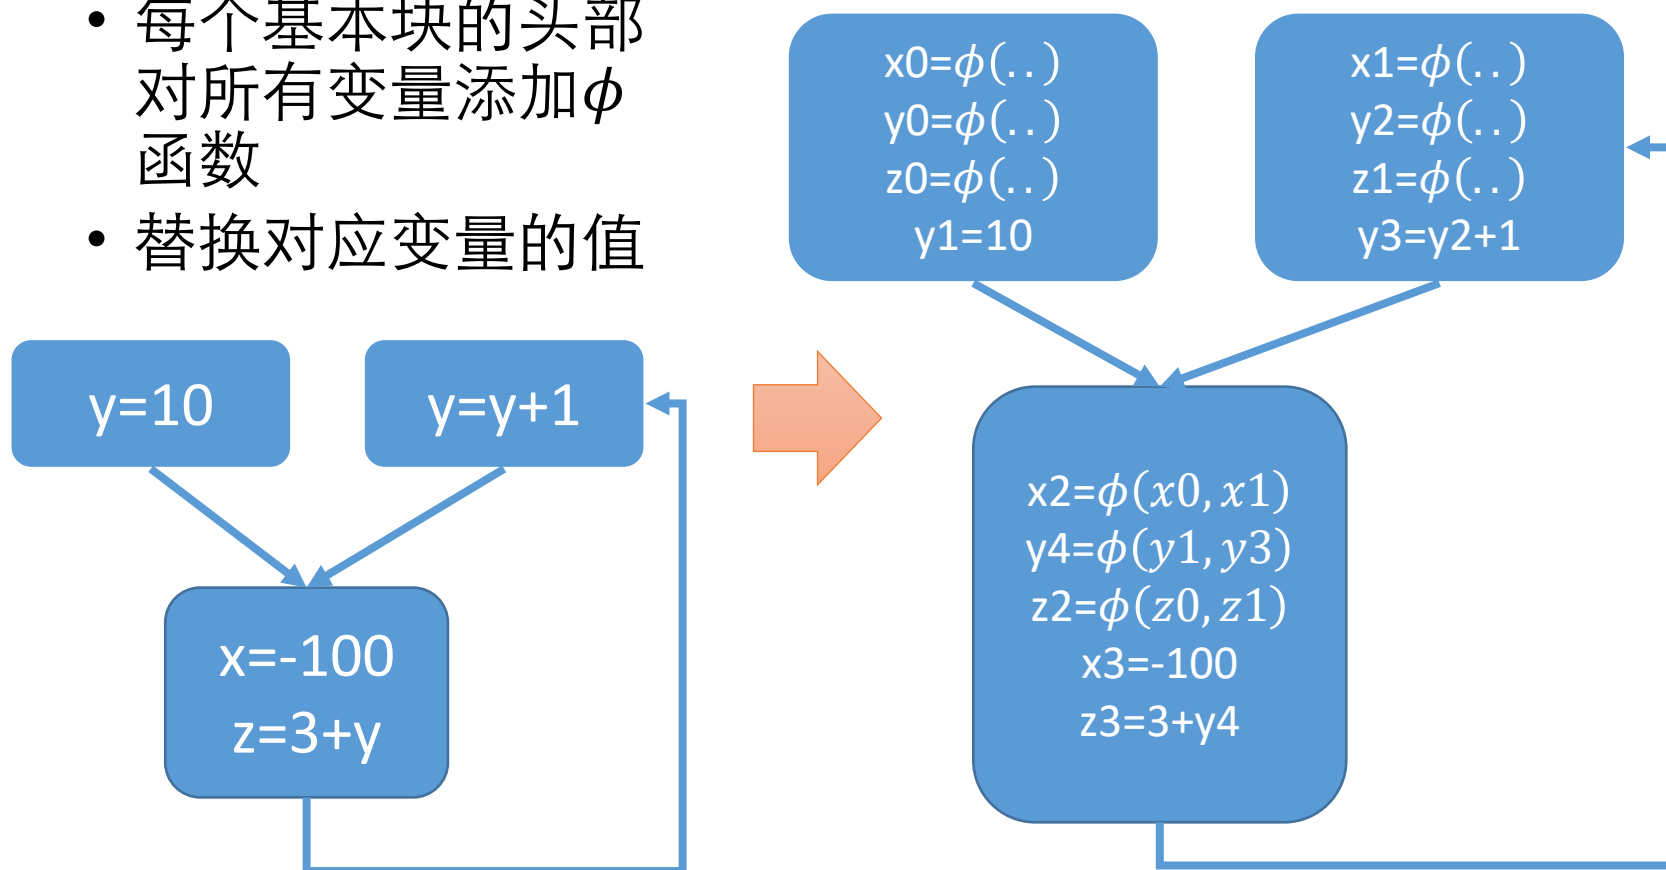 • 每个基本块的头部
对所有变量添加ϕ
函数
• 替换对应变量的值
y=10
y=y+1
x=-100
z=3+y
x0=ϕ(..)
y0=ϕ(..)
z0=ϕ(..)
y1=10
x1=ϕ(..)
y2=ϕ(..)
z1=ϕ(..)
y3=y2+1
x2=ϕ(x0,x1)
y4=ϕ(y1,y3)
z2=ϕ(z0,z1)
x3=-100
z3=3+y4